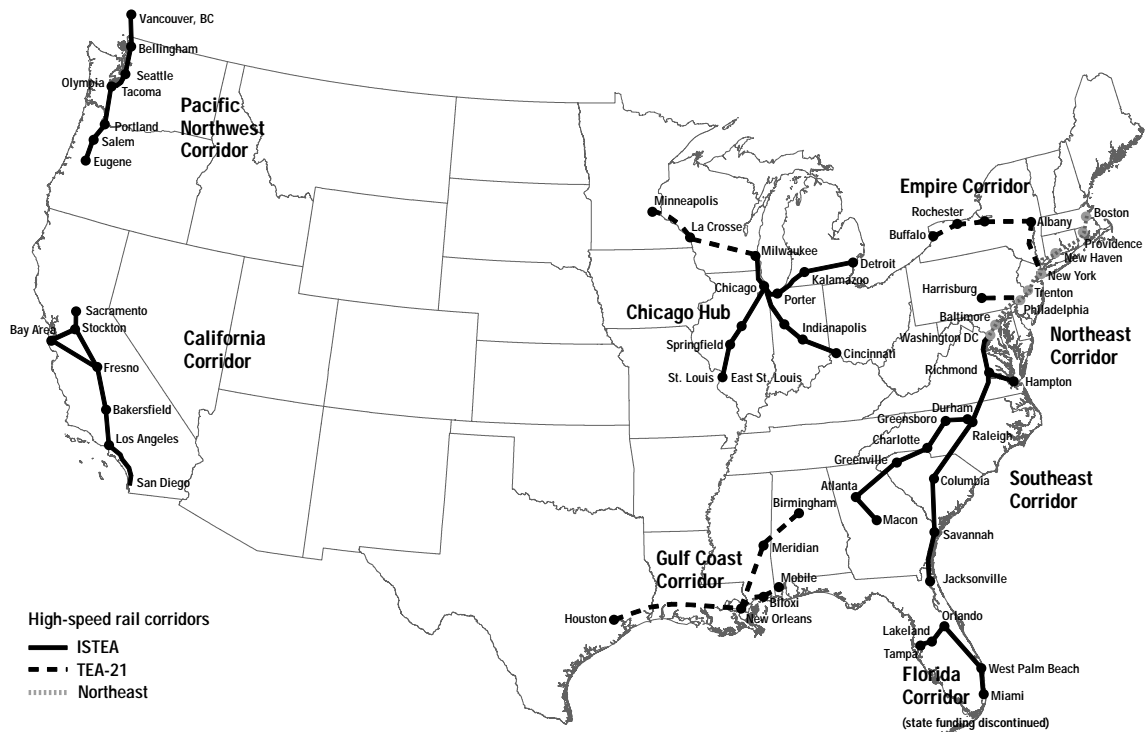 Vancouver, BC
Bellingham
Seattle
Olympia
Tacoma
Pacific
Northwest
Corridor
Portland
Salem
Eugene
Sacramento
Bay Area
Stockton
California
Corridor
Fresno
Bakersfield
Los Angeles
San Diego
Minneapolis
La Crosse
Milwaukee
Detroit
Kalamazoo
Chicago
Porter
Chicago Hub
Indianapolis
Springfield
Cincinnati
St. Louis
East St. Louis
Empire Corridor
Rochester
Albany
Boston
Buffalo
Providence
New Haven
New York
Harrisburg
Trenton
Philadelphia
Baltimore
Washington DC
Northeast
Corridor
Richmond
Hampton
Durham
Greensboro
Raleigh
Charlotte
Greenville
Southeast
Corridor
Columbia
Atlanta
Macon
Savannah
Jacksonville
Birmingham
Meridian
Gulf Coast
Corridor
Mobile
Biloxi
New Orleans
Houston
Orlando
Lakeland
Tampa
West Palm Beach
Florida
Corridor
Miami
(state funding discontinued)
High-speed rail corridors
ISTEA
TEA-21
Northeast